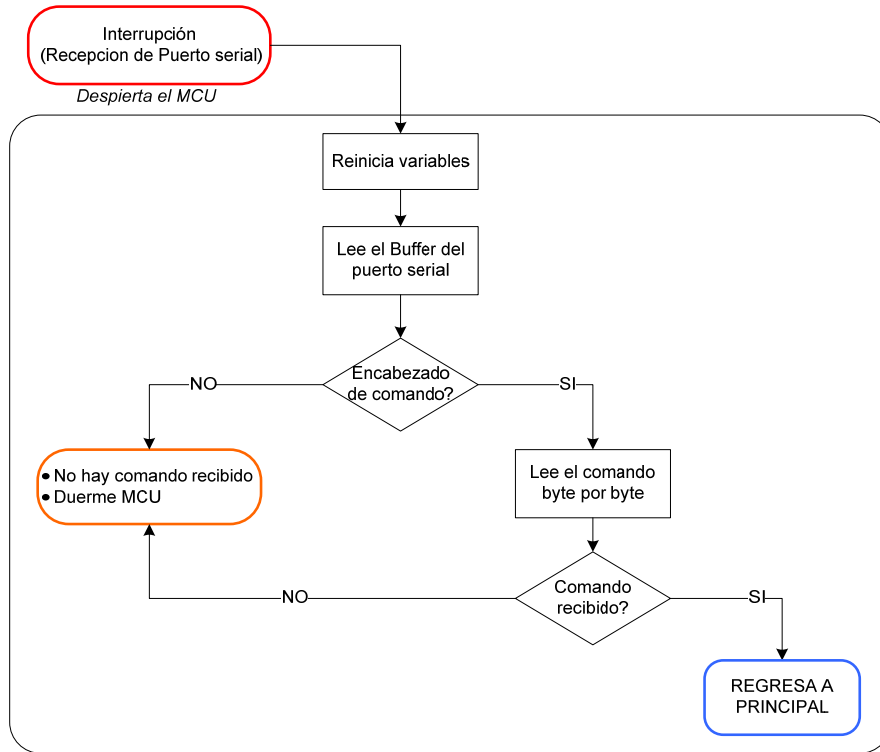 Interrupción
(Recepcion de Puerto serial)
Despierta el MCU
Reinicia variables
Lee el Buffer del
puerto serial
Encabezado
de comando?
NO
SI
• No hay comando recibido
• Duerme MCU
Lee el comando
byte por byte
Comando
recibido?
NO
SI
REGRESA A
PRINCIPAL